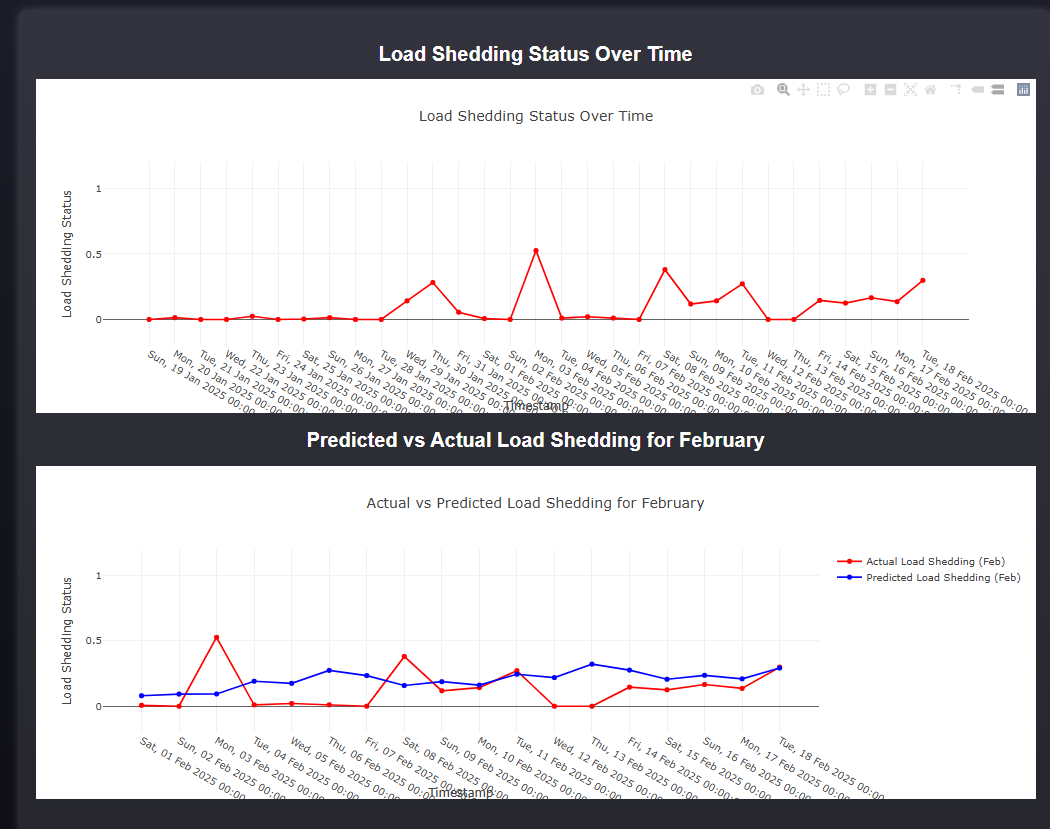 Load Shedding Status Over Time
Load Shedding Status Over Time
Load Shedding Status
1
0.5
0
Sun, 19 Jan 2025 00:00:
Mon, 20 Jan 2025 00:00:
Tue, 21 Jan 2025 00:00:
Wed, 22 Jan 2025 00:00:
Thu, 23 Jan 2025 00:00:
Fri, 24 Jan 2025 00:00:
Sat, 25 Jan 2025 00:00:
Sun, 26 Jan 2025 00:00:
Mon, 27 Jan 2025 00:00:
Tue, 28 Jan 2025 00:00:
Wed, 29 Jan 2025 00:00:
Thu, 30 Jan 2025 00:00:
Fri, 31 Jan 2025 00:00:
Sat, 01 Feb 2025 00:00:
Sun, 02 Feb 2025 00:00:
Mon, 03 Feb 2025 00:00:
Tue, 04 Feb 2025 00:00:
Wed, 05 Feb 2025 00:00:
Thu, 06 Feb 2025 00:00:
Fri, 07 Feb 2025 00:00:
Sat, 08 Feb 2025 00:00:
Sun, 09 Feb 2025 00:00:
Mon, 10 Feb 2025 00:00:
Tue, 11 Feb 2025 00:00:
Wed, 12 Feb 2025 00:00:
Thu, 13 Feb 2025 00:00:
Fri, 14 Feb 2025 00:00:
Sat, 15 Feb 2025 00:00:
Sun, 16 Feb 2025 00:00:
Mon, 17 Feb 2025 00:00:
Tue, 18 Feb 2025 00:00:
Timestamp
Predicted vs Actual Load Shedding for February
Actual vs Predicted Load Shedding for February
Load Shedding Status
1
0.5
0
Actual Load Shedding (Feb)
Predicted Load Shedding (Feb)
Sat, 01 Feb 2025 00:00:
Sun, 02 Feb 2025 00:00:
Mon, 03 Feb 2025 00:00:
Tue, 04 Feb 2025 00:00:
Wed, 05 Feb 2025 00:00:
Thu, 06 Feb 2025 00:00:
Fri, 07 Feb 2025 00:00:
Sat, 08 Feb 2025 00:00:
Sun, 09 Feb 2025 00:00:
Mon, 10 Feb 2025 00:00:
Tue, 11 Feb 2025 00:00:
Wed, 12 Feb 2025 00:00:
Thu, 13 Feb 2025 00:00:
Fri, 14 Feb 2025 00:00:
Sat, 15 Feb 2025 00:00:
Sun, 16 Feb 2025 00:00:
Mon, 17 Feb 2025 00:00:
Tue, 18 Feb 2025 00:00:
Timestamp